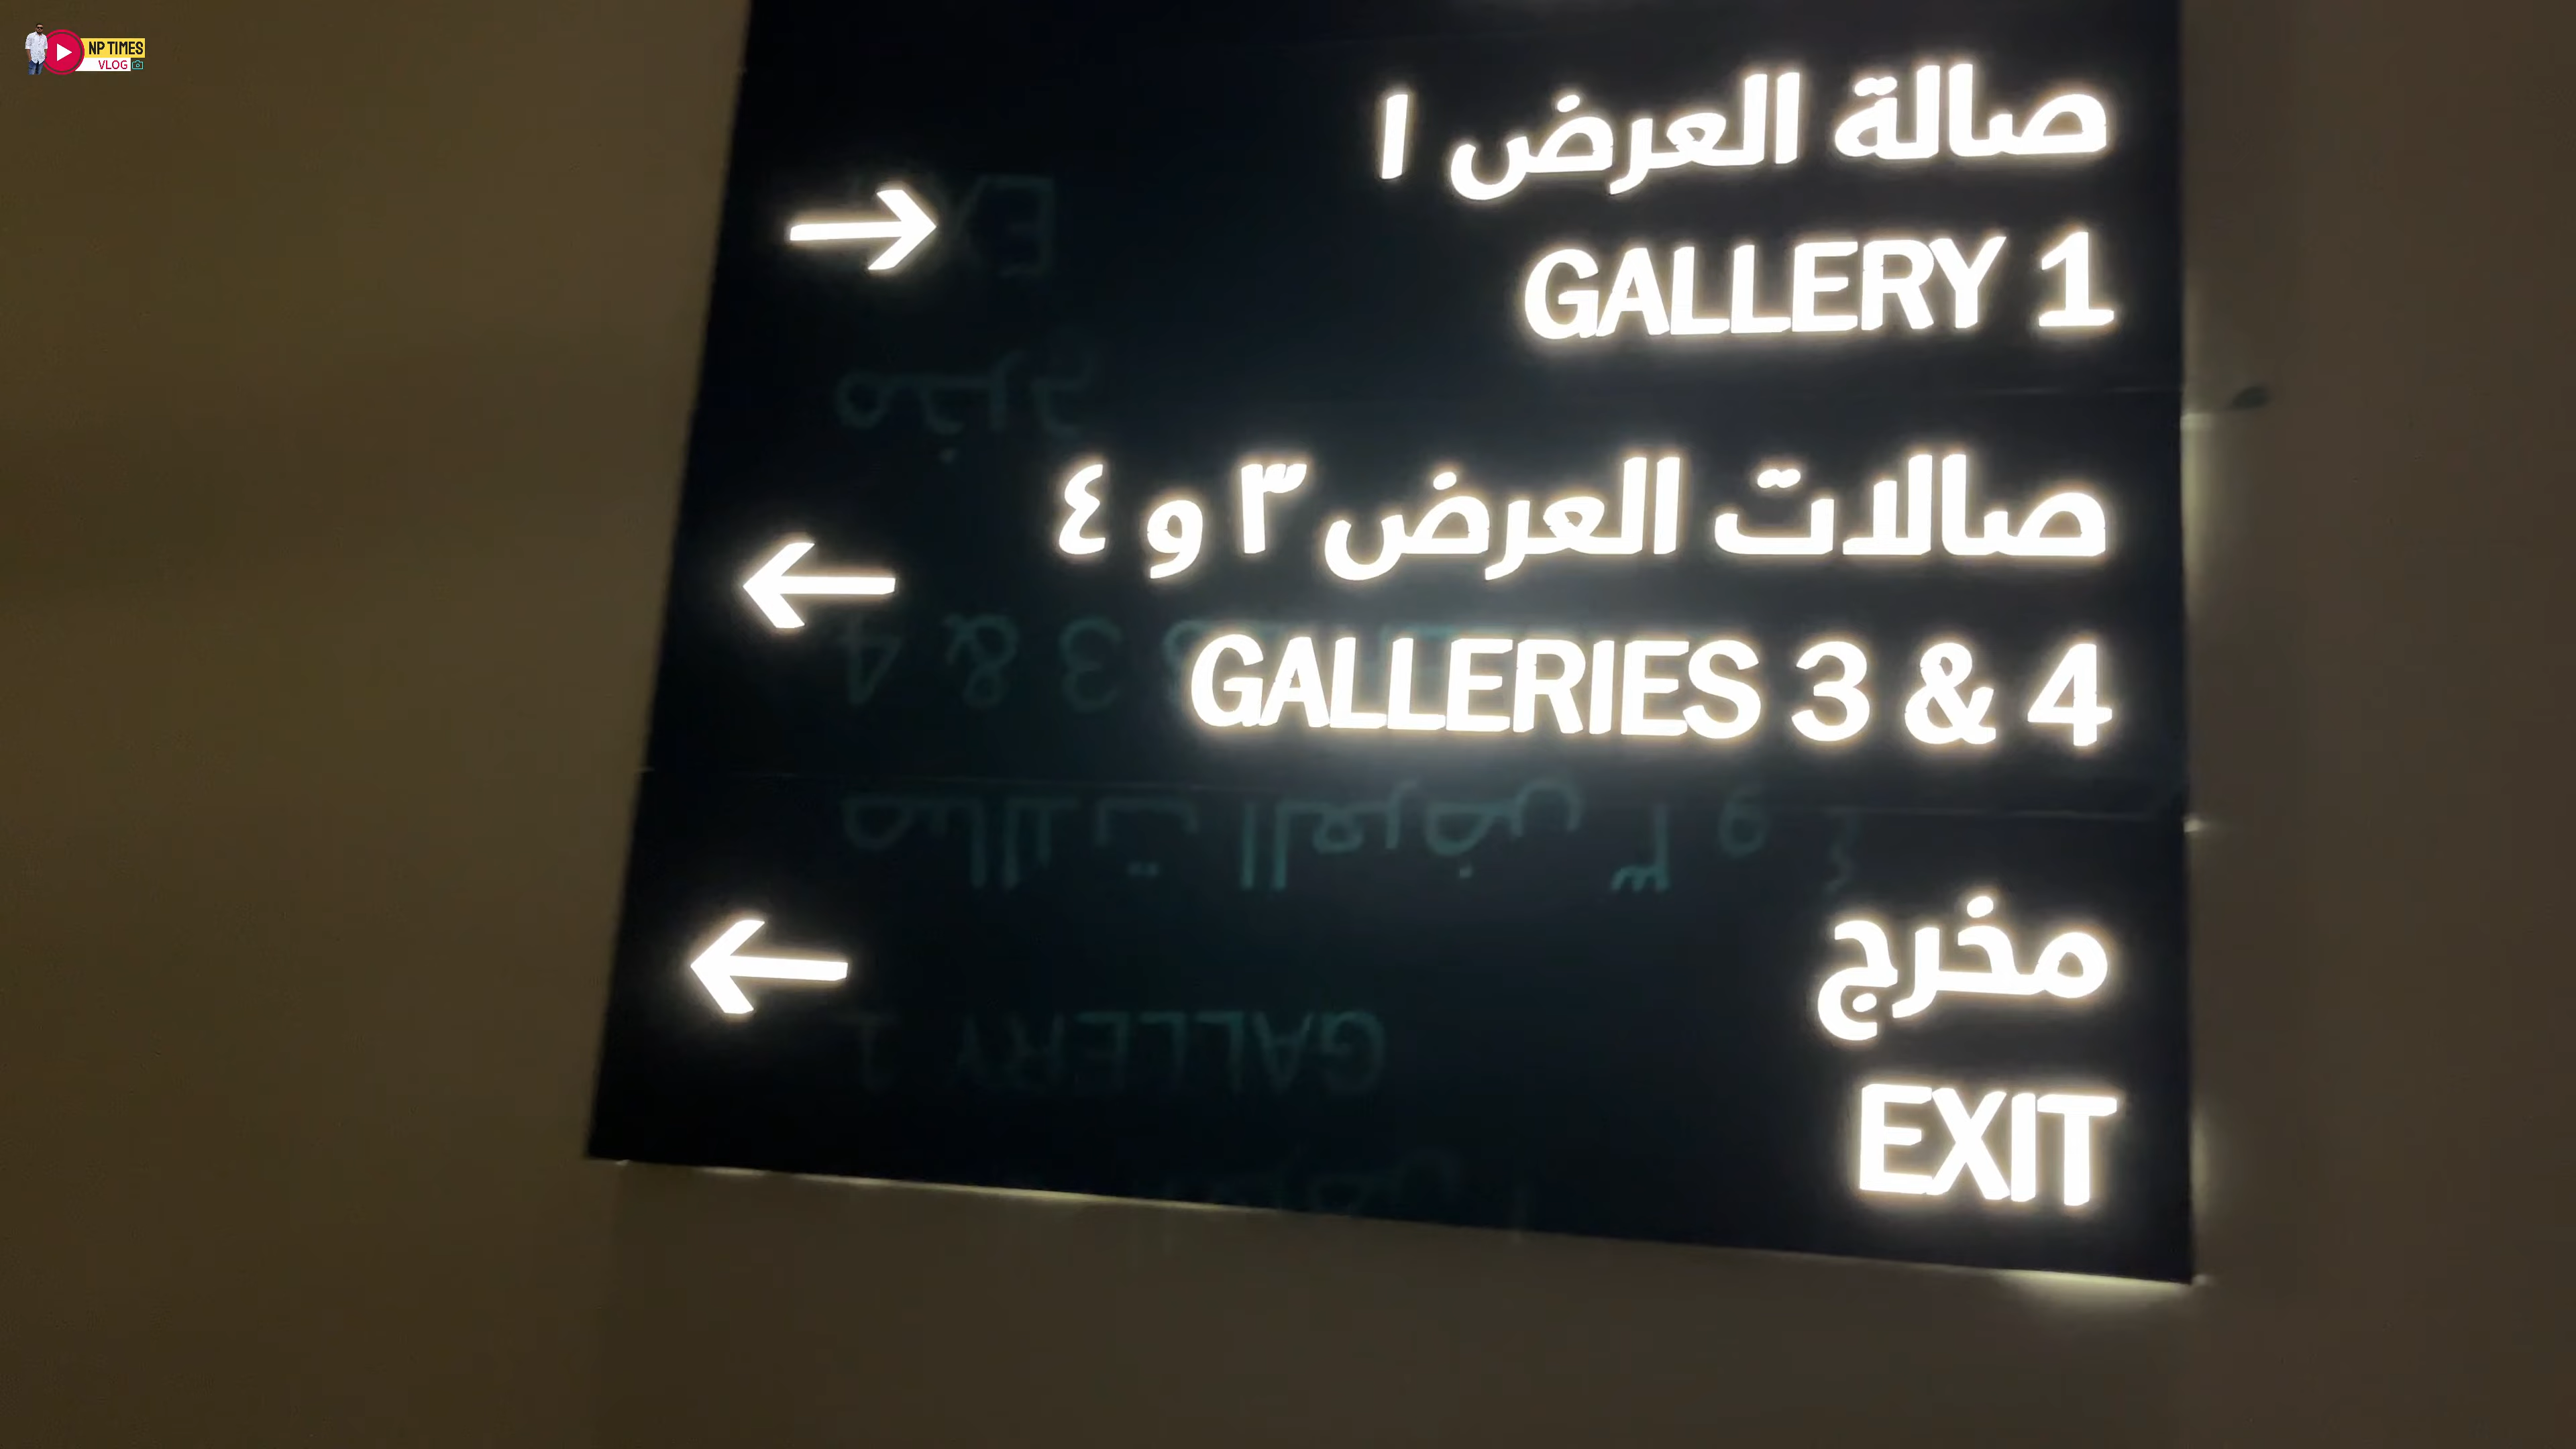 NP TIMES
VLOG
صالة العرض ١
GALLERY 1
صالات العرض ٣ و ٤
GALLERIES 3 & 4
مخرج
EXIT